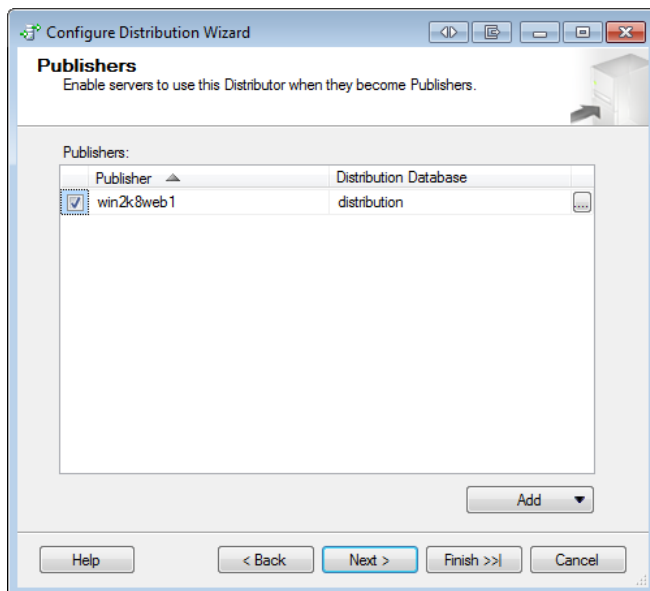 Configure Distribution Wizard
Publishers
Enable servers to use this Distributor when they become Publishers.
Publishers:
Publisher Distribution Database
win2k8web1 distribution ...
Add
Help < Back Next > Finish >>| Cancel